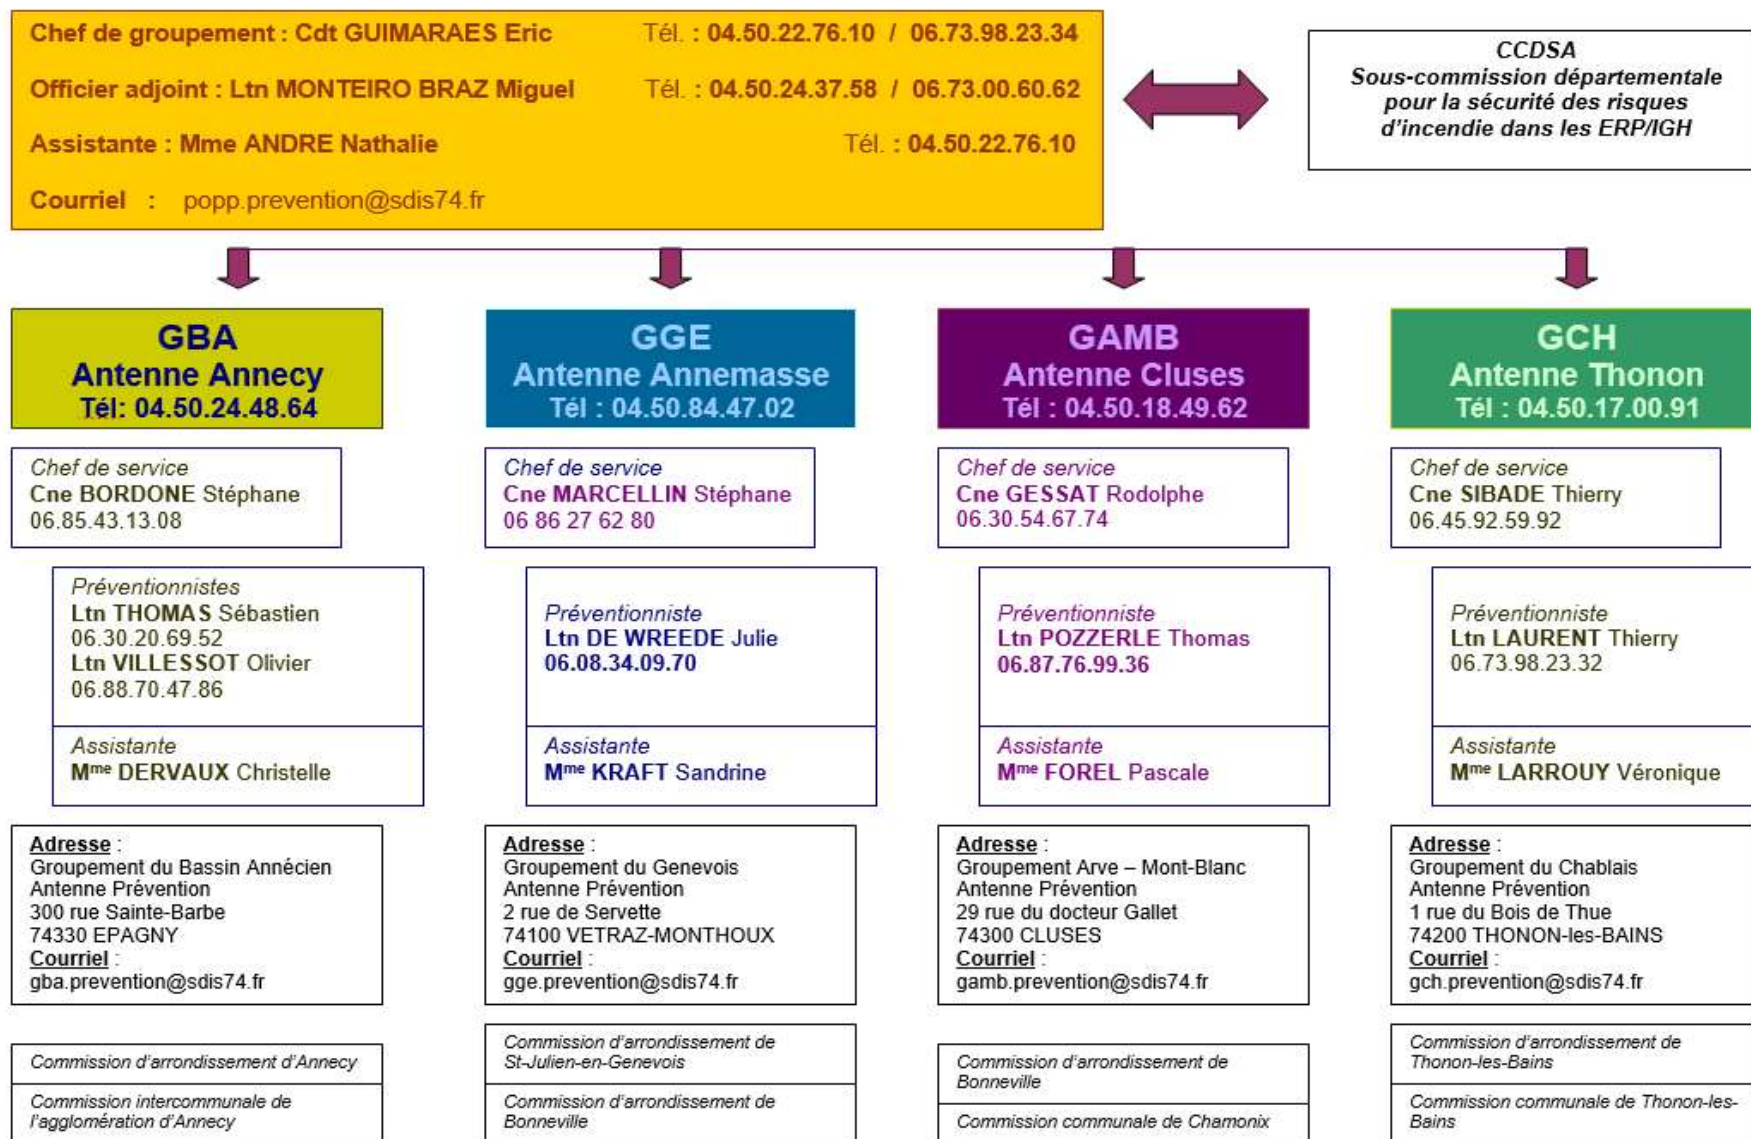 Chef de groupement : Cdt GUIMARAES Eric Tél. : 04.50.22.76.10 / 06.73.98.23.34
Officier adjoint : Ltn MONTEIRO BRAZ Miguel Tél. : 04.50.24.37.58 / 06.73.00.60.62
Assistante : Mme ANDRE Nathalie Tél. : 04.50.22.76.10
Courriel : popp.prevention@sdis74.fr
CCDSA
Sous-commission départementale
pour la sécurité des risques
d'incendie dans les ERP/IGH
GBA
Antenne Annecy
Tél: 04.50.24.48.64
Chef de service
Cne BORDONE Stéphane
06.85.43.13.08
Préventionnistes
Ltn THOMAS Sébastien
06.30.20.69.52
Ltn VILLESSOT Olivier
06.88.70.47.86
Assistante
Mme DERVAUX Christelle
Adresse :
Groupement du Bassin Annécien
Antenne Prévention
300 rue Sainte-Barbe
74330 EPAGNY
Courriel :
gba.prevention@sdis74.fr
Commission d'arrondissement d'Annecy
Commission intercommunale de
l'agglomération d'Annecy
GGE
Antenne Annemasse
Tél : 04.50.84.47.02
Chef de service
Cne MARCELLIN Stéphane
06 86 27 62 80
Préventionniste
Ltn DE WREEDE Julie
06.08.34.09.70
Assistante
Mme KRAFT Sandrine
Adresse :
Groupement du Genevois
Antenne Prévention
2 rue de Servette
74100 VETRAZ-MONTHOUX
Courriel :
gge.prevention@sdis74.fr
Commission d'arrondissement de
St-Julien-en-Genevois
Commission d'arrondissement de
Bonneville
GAMB
Antenne Cluses
Tél : 04.50.18.49.62
Chef de service
Cne GESSAT Rodolphe
06.30.54.67.74
Préventionniste
Ltn POZZERLE Thomas
06.87.76.99.36
Assistante
Mme FOREL Pascale
Adresse :
Groupement Arve – Mont-Blanc
Antenne Prévention
29 rue du docteur Gallet
74300 CLUSES
Courriel :
gamb.prevention@sdis74.fr
Commission d'arrondissement de
Bonneville
Commission communale de Chamonix
GCH
Antenne Thonon
Tél : 04.50.17.00.91
Chef de service
Cne SIBADE Thierry
06.45.92.59.92
Préventionniste
Ltn LAURENT Thierry
06.73.98.23.32
Assistante
Mme LARROUY Véronique
Adresse :
Groupement du Chablais
Antenne Prévention
1 rue du Bois de Thue
74200 THONON-les-BAINS
Courriel :
gch.prevention@sdis74.fr
Commission d'arrondissement de
Thonon-les-Bains
Commission communale de Thonon-les-
Bains